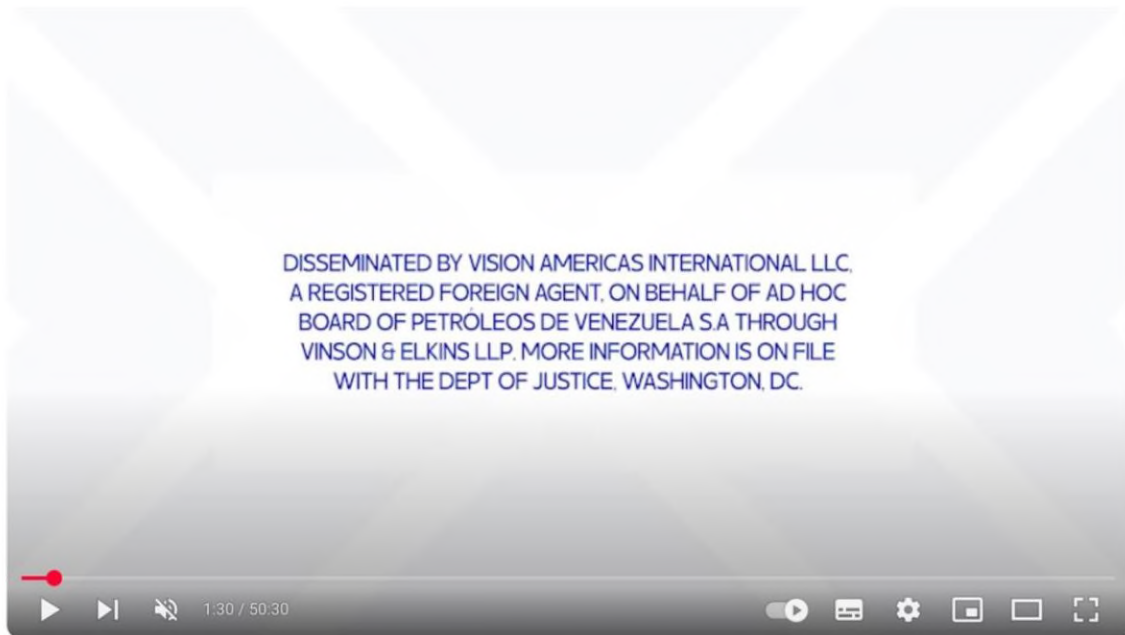 DISSEMINATED BY VISION AMERICAS INTERNATIONAL LLC,
A REGISTERED FOREIGN AGENT, ON BEHALF OF AD HOC
BOARD OF PETRÓLEOS DE VENEZUELA S.A THROUGH
VINSON & ELKINS LLP. MORE INFORMATION IS ON FILE
WITH THE DEPT OF JUSTICE, WASHINGTON, DC.
1:30 / 50:30